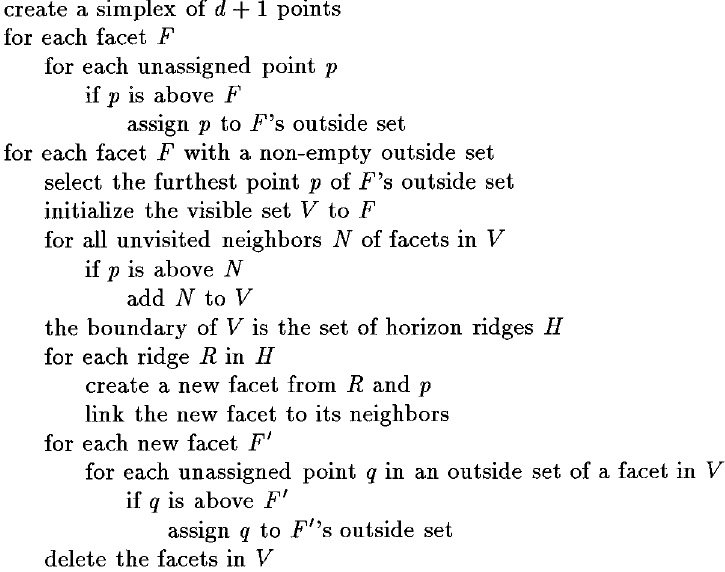 create a simplex of d + 1 points
for each facet F
for each unassigned point p
if p is above F
assign p to F's outside set
for each facet F with a non-empty outside set
select the furthest point p of F's outside set
initialize the visible set V to F
for all unvisited neighbors N of facets in V
if p is above N
add N to V
the boundary of V is the set of horizon ridges H
for each ridge R in H
create a new facet from R and p
link the new facet to its neighbors
for each new facet F′
for each unassigned point q in an outside set of a facet in V
if q is above F′
assign q to F′'s outside set
delete the facets in V